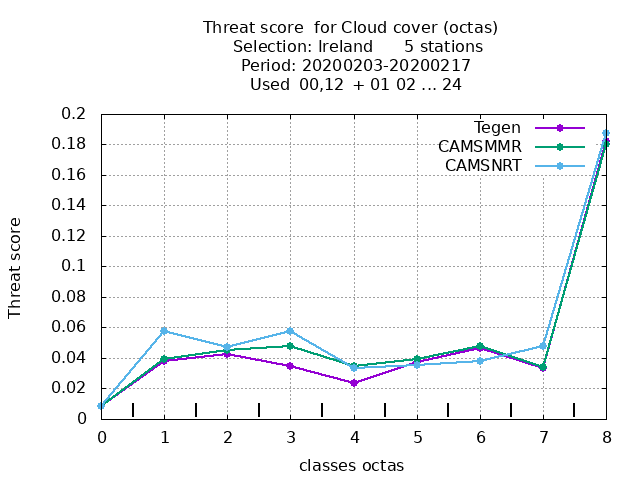 Threat score  for Cloud cover (octas)
Selection: Ireland      5 stations
Period: 20200203-20200217
Used  00,12  + 01 02 ... 24
Tegen
CAMSMMR
CAMSNRT
0.2
0.18
0.16
0.14
0.12
0.1
0.08
0.06
0.04
0.02
0
Threat score
0 1 2 3 4 5 6 7 8
classes octas